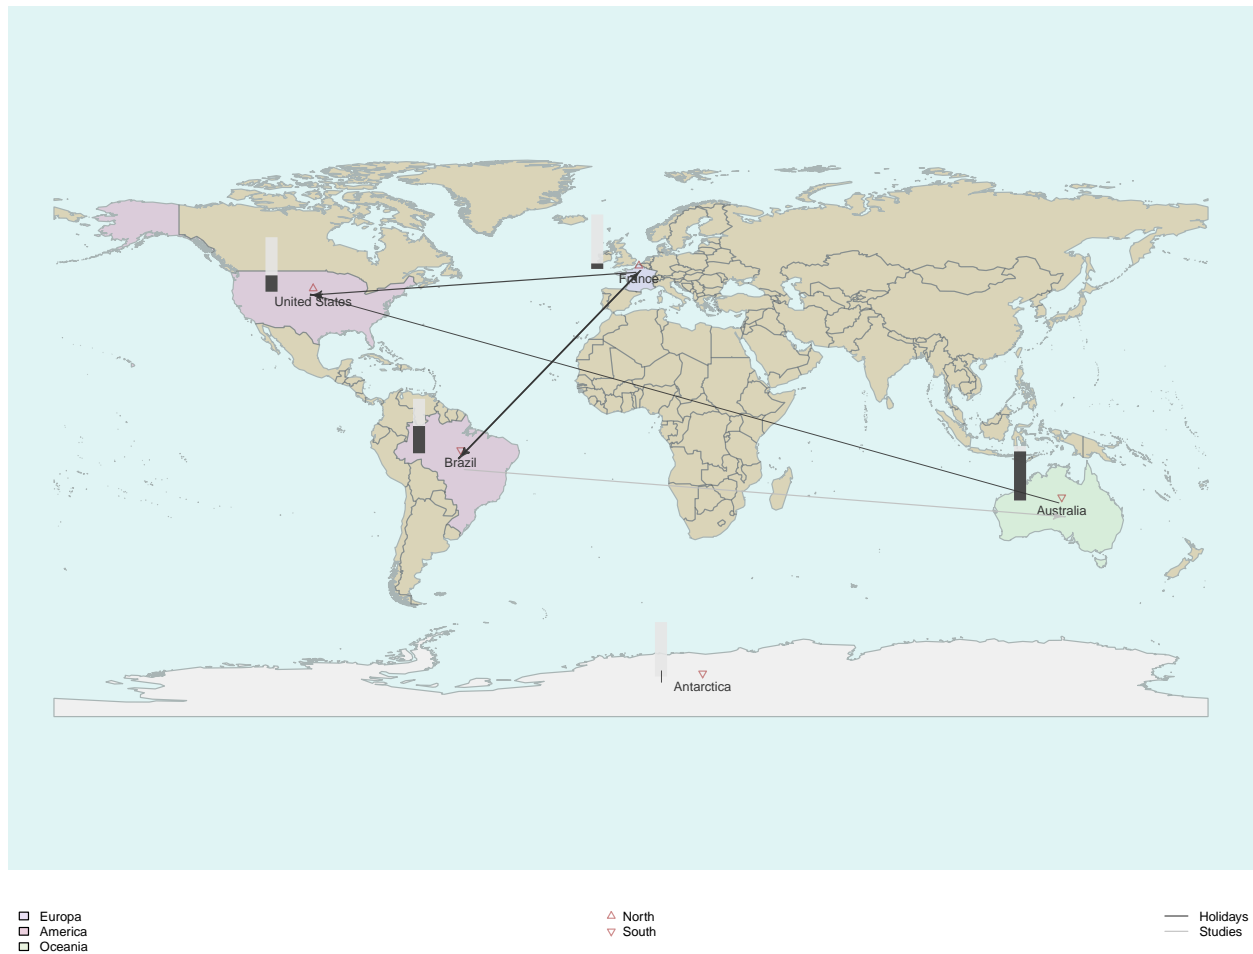 France
United States
Brazil
Australia
Antarctica
Europa
America
Oceania
North
South
Holidays
Studies